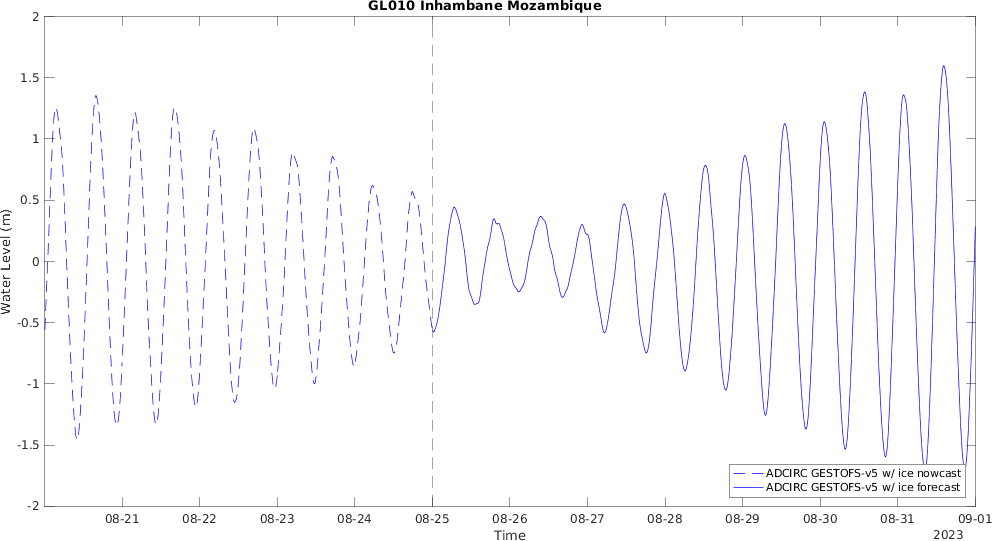 GL010 Inhambane Mozambique
2
1.5
1
0.5
0
-0.5
-1
-1.5
-2
Water Level (m)
ADCIRC GESTOFS-v5 w/ ice nowcast
ADCIRC GESTOFS-v5 w/ ice forecast
08-21 08-22 08-23 08-24 08-25 08-26 08-27 08-28 08-29 08-30 08-31 09-01
Time
2023